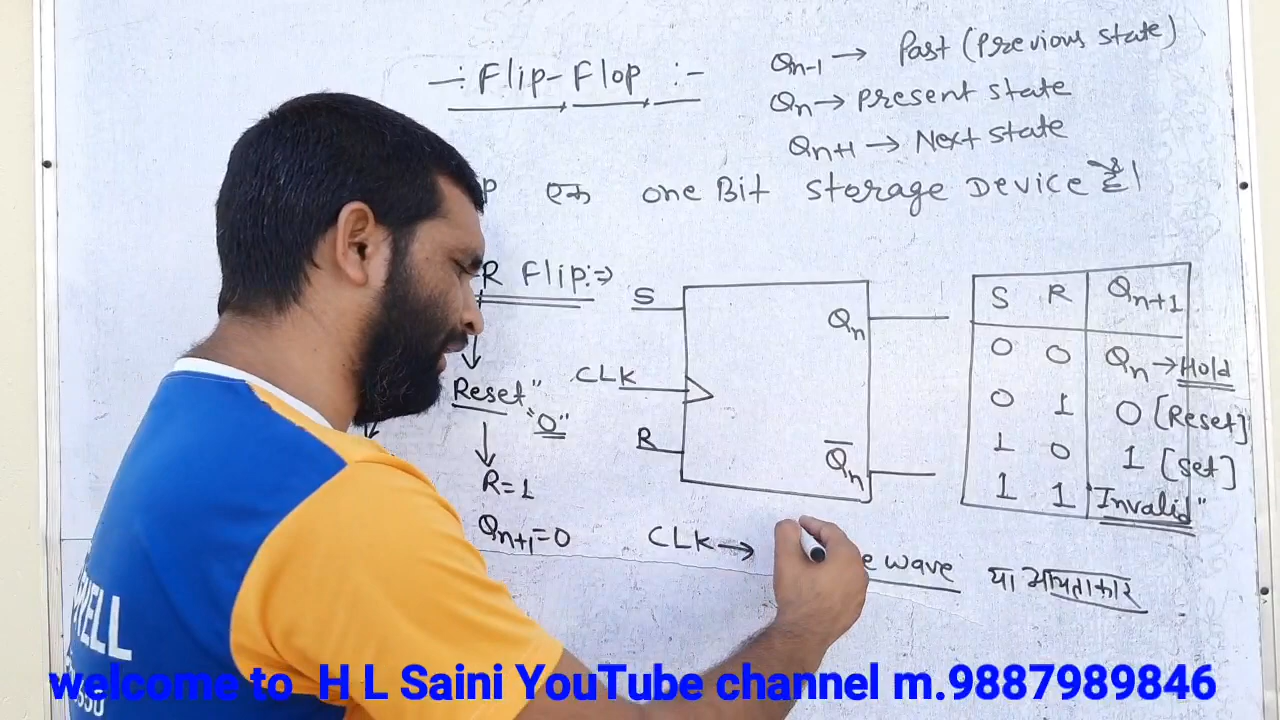 -: Flip-Flop :-
Qn-1 → Past (Previous state)
Qn → Present state
Qn+1 → Next state
P एक one Bit storage Device है।
R Flip:→
Reset" "0"
R=1
Qn+1=0
S
CLK
R
Qn
Q̅n
S R Qn+1
0 0 Qn → Hold
0 1 0 [Reset]
1 0 1 [Set]
1 1 "Invalid"
CLK → e wave या आयताकार
WELL
welcome to H L Saini YouTube channel m.9887989846